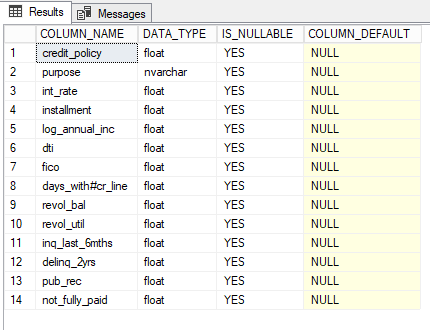 Results Messages
COLUMN_NAME DATA_TYPE IS_NULLABLE COLUMN_DEFAULT
1 credit_policy float YES NULL
2 purpose nvarchar YES NULL
3 int_rate float YES NULL
4 installment float YES NULL
5 log_annual_inc float YES NULL
6 dti float YES NULL
7 fico float YES NULL
8 days_with#cr_line float YES NULL
9 revol_bal float YES NULL
10 revol_util float YES NULL
11 inq_last_6mths float YES NULL
12 delinq_2yrs float YES NULL
13 pub_rec float YES NULL
14 not_fully_paid float YES NULL